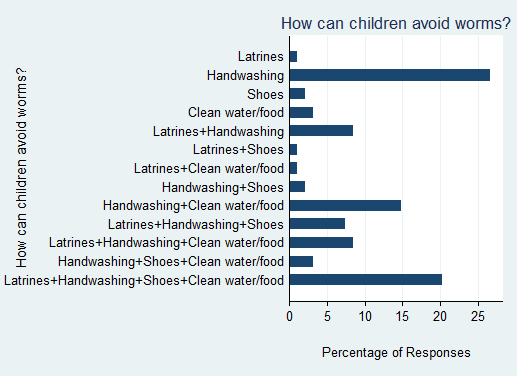 How can children avoid worms?
How can children avoid worms?
Latrines
Handwashing
Shoes
Clean water/food
Latrines+Handwashing
Latrines+Shoes
Latrines+Clean water/food
Handwashing+Shoes
Handwashing+Clean water/food
Latrines+Handwashing+Shoes
Latrines+Handwashing+Clean water/food
Handwashing+Shoes+Clean water/food
Latrines+Handwashing+Shoes+Clean water/food
0 5 10 15 20 25
Percentage of Responses